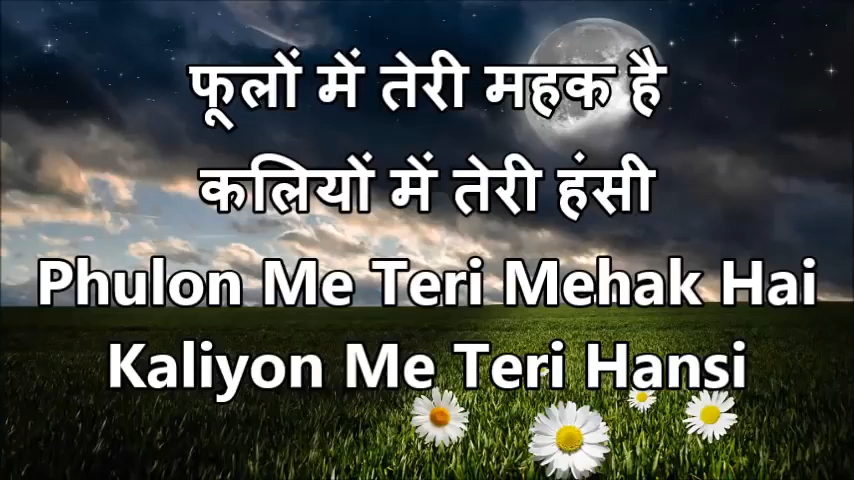 फूलों में तेरी महक है
कलियों में तेरी हंसी
Phulon Me Teri Mehak Hai
Kaliyon Me Teri Hansi